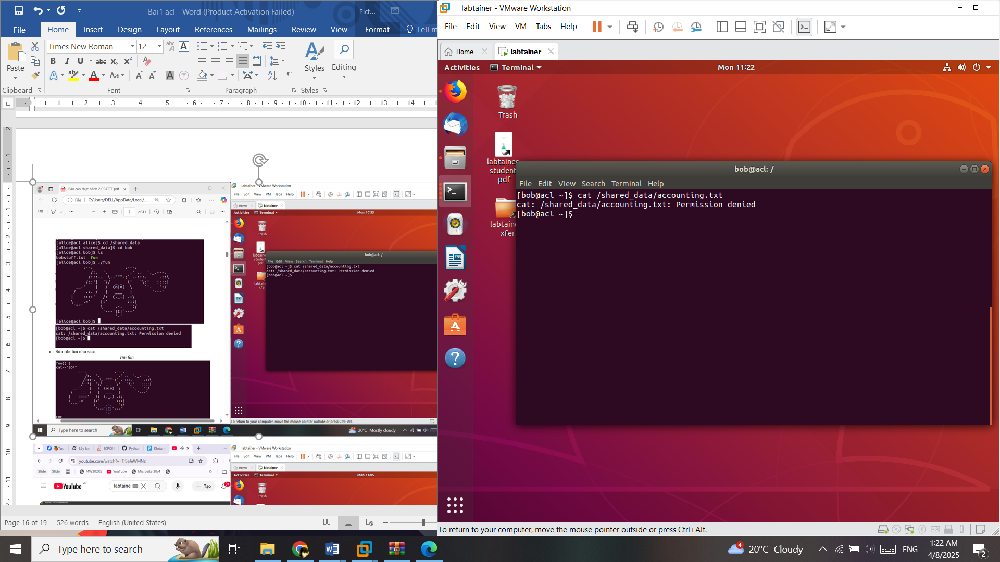 Bai1 acl - Word (Product Activation Failed)
Pict...
File
Home
Insert
Design
Layout
References
Mailings
Review
View
Format
Tell m
Paste
Times New Roman
12
Styles
Editing
Clipboard
Font
Paragraph
Styles
Báo cáo thực hành 2 CSATTT.pdf
File
C:/Users/DELL/AppData/Local/...
7
of 41
[alice@acl alice]$ cd /shared_data
[alice@acl shared_data]$ cd bob
[alice@acl bob]$ ls
bobstuff.txt fun
[alice@acl bob]$ ./fun
[alice@acl bob]$
[bob@acl ~]$ cat /shared_data/accounting.txt
cat: /shared_data/accounting.txt: Permission denied
[bob@acl ~]$
Sửa file fun như sau:
vim fun
foo() {
cat<<"EOF"
EOF
Type here to search
labtainer - VMware Workstation
File Edit View VM Tabs Help
Home
labtainer
Activities
Terminal
Mon 10:55
Trash
bob@acl: /
File Edit View Search Terminal Help
[bob@acl ~]$ cat /shared_data/accounting.txt
cat: /shared_data/accounting.txt: Permission denied
[bob@acl ~]$
To return to your computer, move the mouse pointer outside or press Ctrl+Alt.
20°C Mostly cloudy
youtube.com/watch?v=Tr5eJeWMNzI
Slide
Slide
MW302RE
YouTube
Microsite 30/4
YouTube
VN
labtaine
Tạo
9+
labtainer - VMware Workstation
File Edit View VM Tabs Help
Home
labtainer
Activities
Terminal
Mon 11:05
Trash
Page 16 of 19
526 words
English (United States)
labtainer - VMware Workstation
File Edit View VM Tabs Help
Home
labtainer
Activities
Terminal
Mon 11:22
Trash
labtainer
student
pdf
labtaine
xfer
bob@acl: /
File Edit View Search Terminal Help
[bob@acl ~]$ cat /shared_data/accounting.txt
cat: /shared_data/accounting.txt: Permission denied
[bob@acl ~]$
To return to your computer, move the mouse pointer outside or press Ctrl+Alt.
Type here to search
4
20°C Cloudy
ENG
1:22 AM
4/8/2025
2